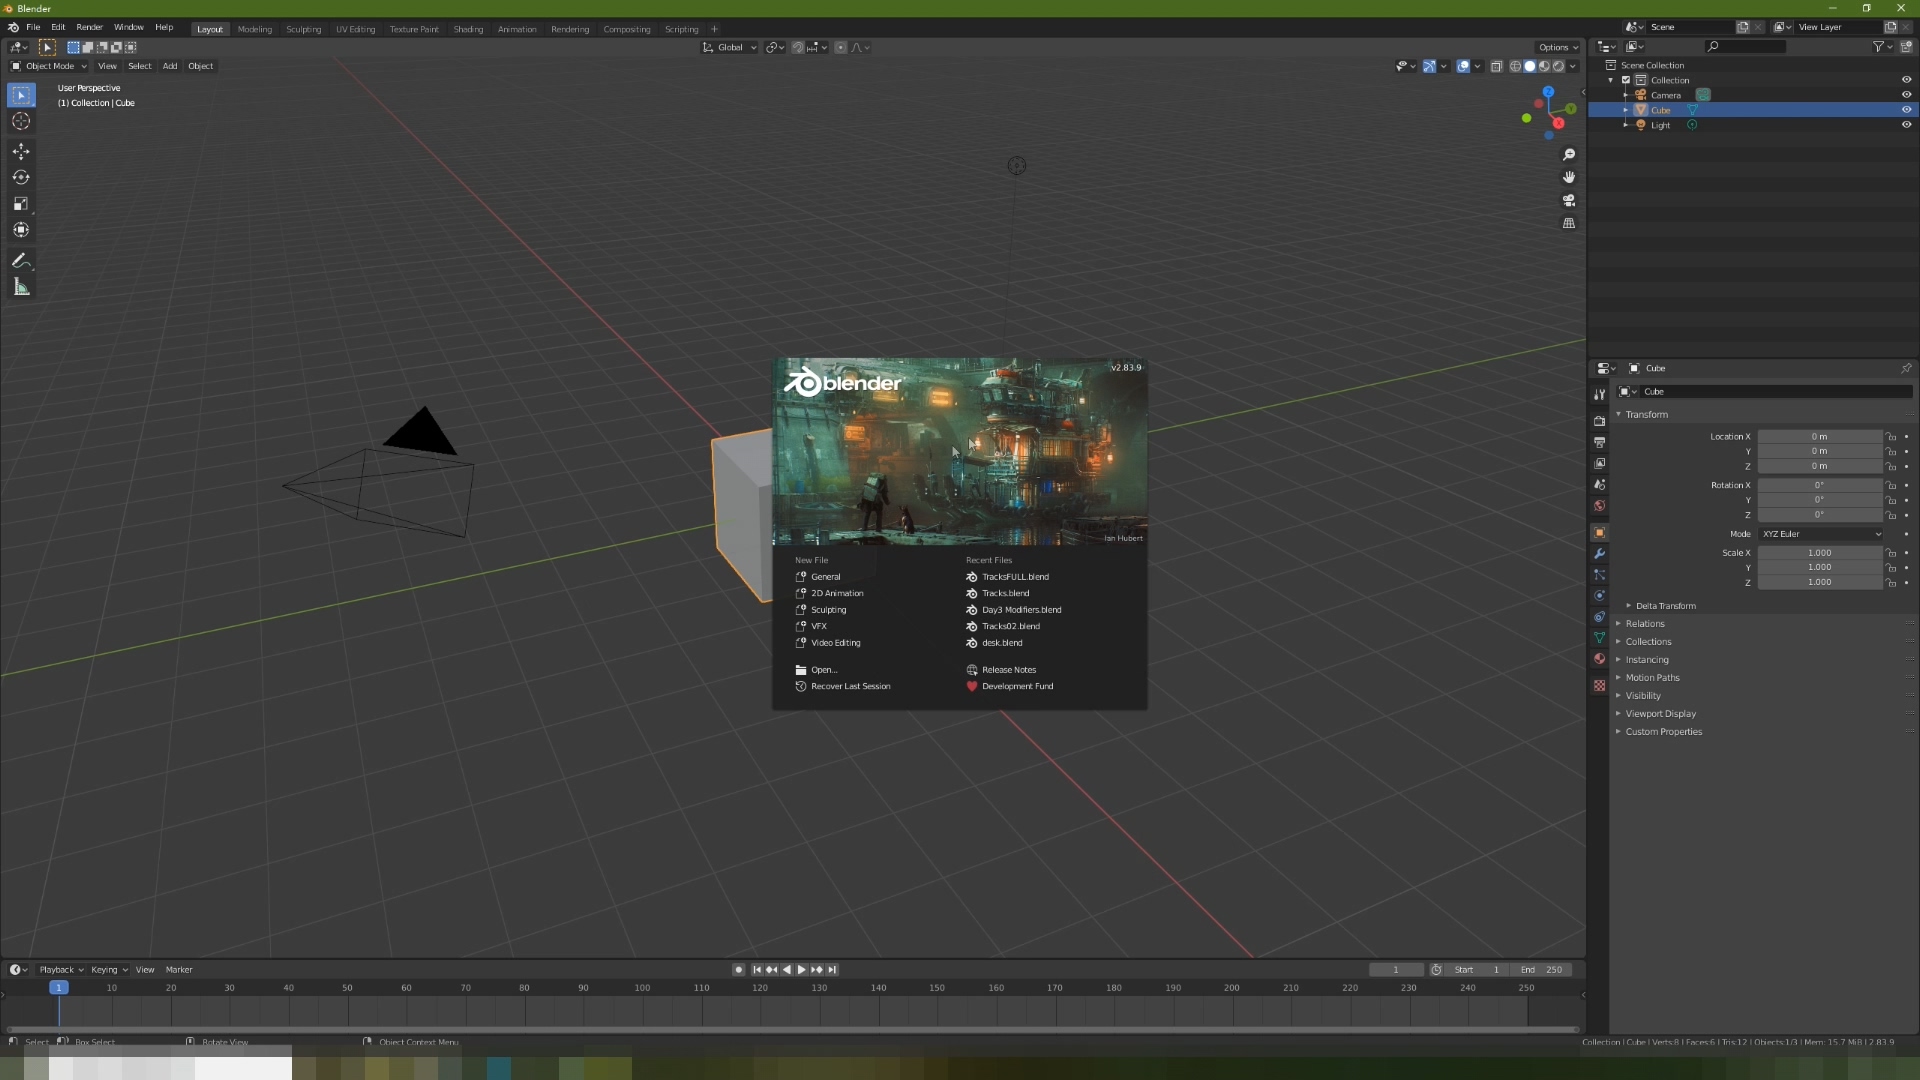 Blender
File Edit Render Window Help
Layout Modeling Sculpting UV Editing Texture Paint Shading Animation Rendering Compositing Scripting +
Scene View Layer
Global Options
Object Mode View Select Add Object
User Perspective
(1) Collection | Cube
Z
Y
X
Scene Collection
Collection
Camera
Cube
Light
blender v2.83.9
Ian Hubert
New File
General
2D Animation
Sculpting
VFX
Video Editing
Open...
Recover Last Session
Recent Files
TracksFULL.blend
Tracks.blend
Day3 Modifiers.blend
Tracks02.blend
desk.blend
Release Notes
Development Fund
Cube
Cube
Transform
Location X 0 m
Y 0 m
Z 0 m
Rotation X 0°
Y 0°
Z 0°
Mode XYZ Euler
Scale X 1.000
Y 1.000
Z 1.000
Delta Transform
Relations
Collections
Instancing
Motion Paths
Visibility
Viewport Display
Custom Properties
Playback Keying View Marker 1 Start 1 End 250
1 10 20 30 40 50 60 70 80 90 100 110 120 130 140 150 160 170 180 190 200 210 220 230 240 250
Select Box Select Rotate View Object Context Menu Collection | Cube | Verts:8 | Faces:6 | Tris:12 | Objects:1/3 | Mem: 15.7 MiB | 2.83.9